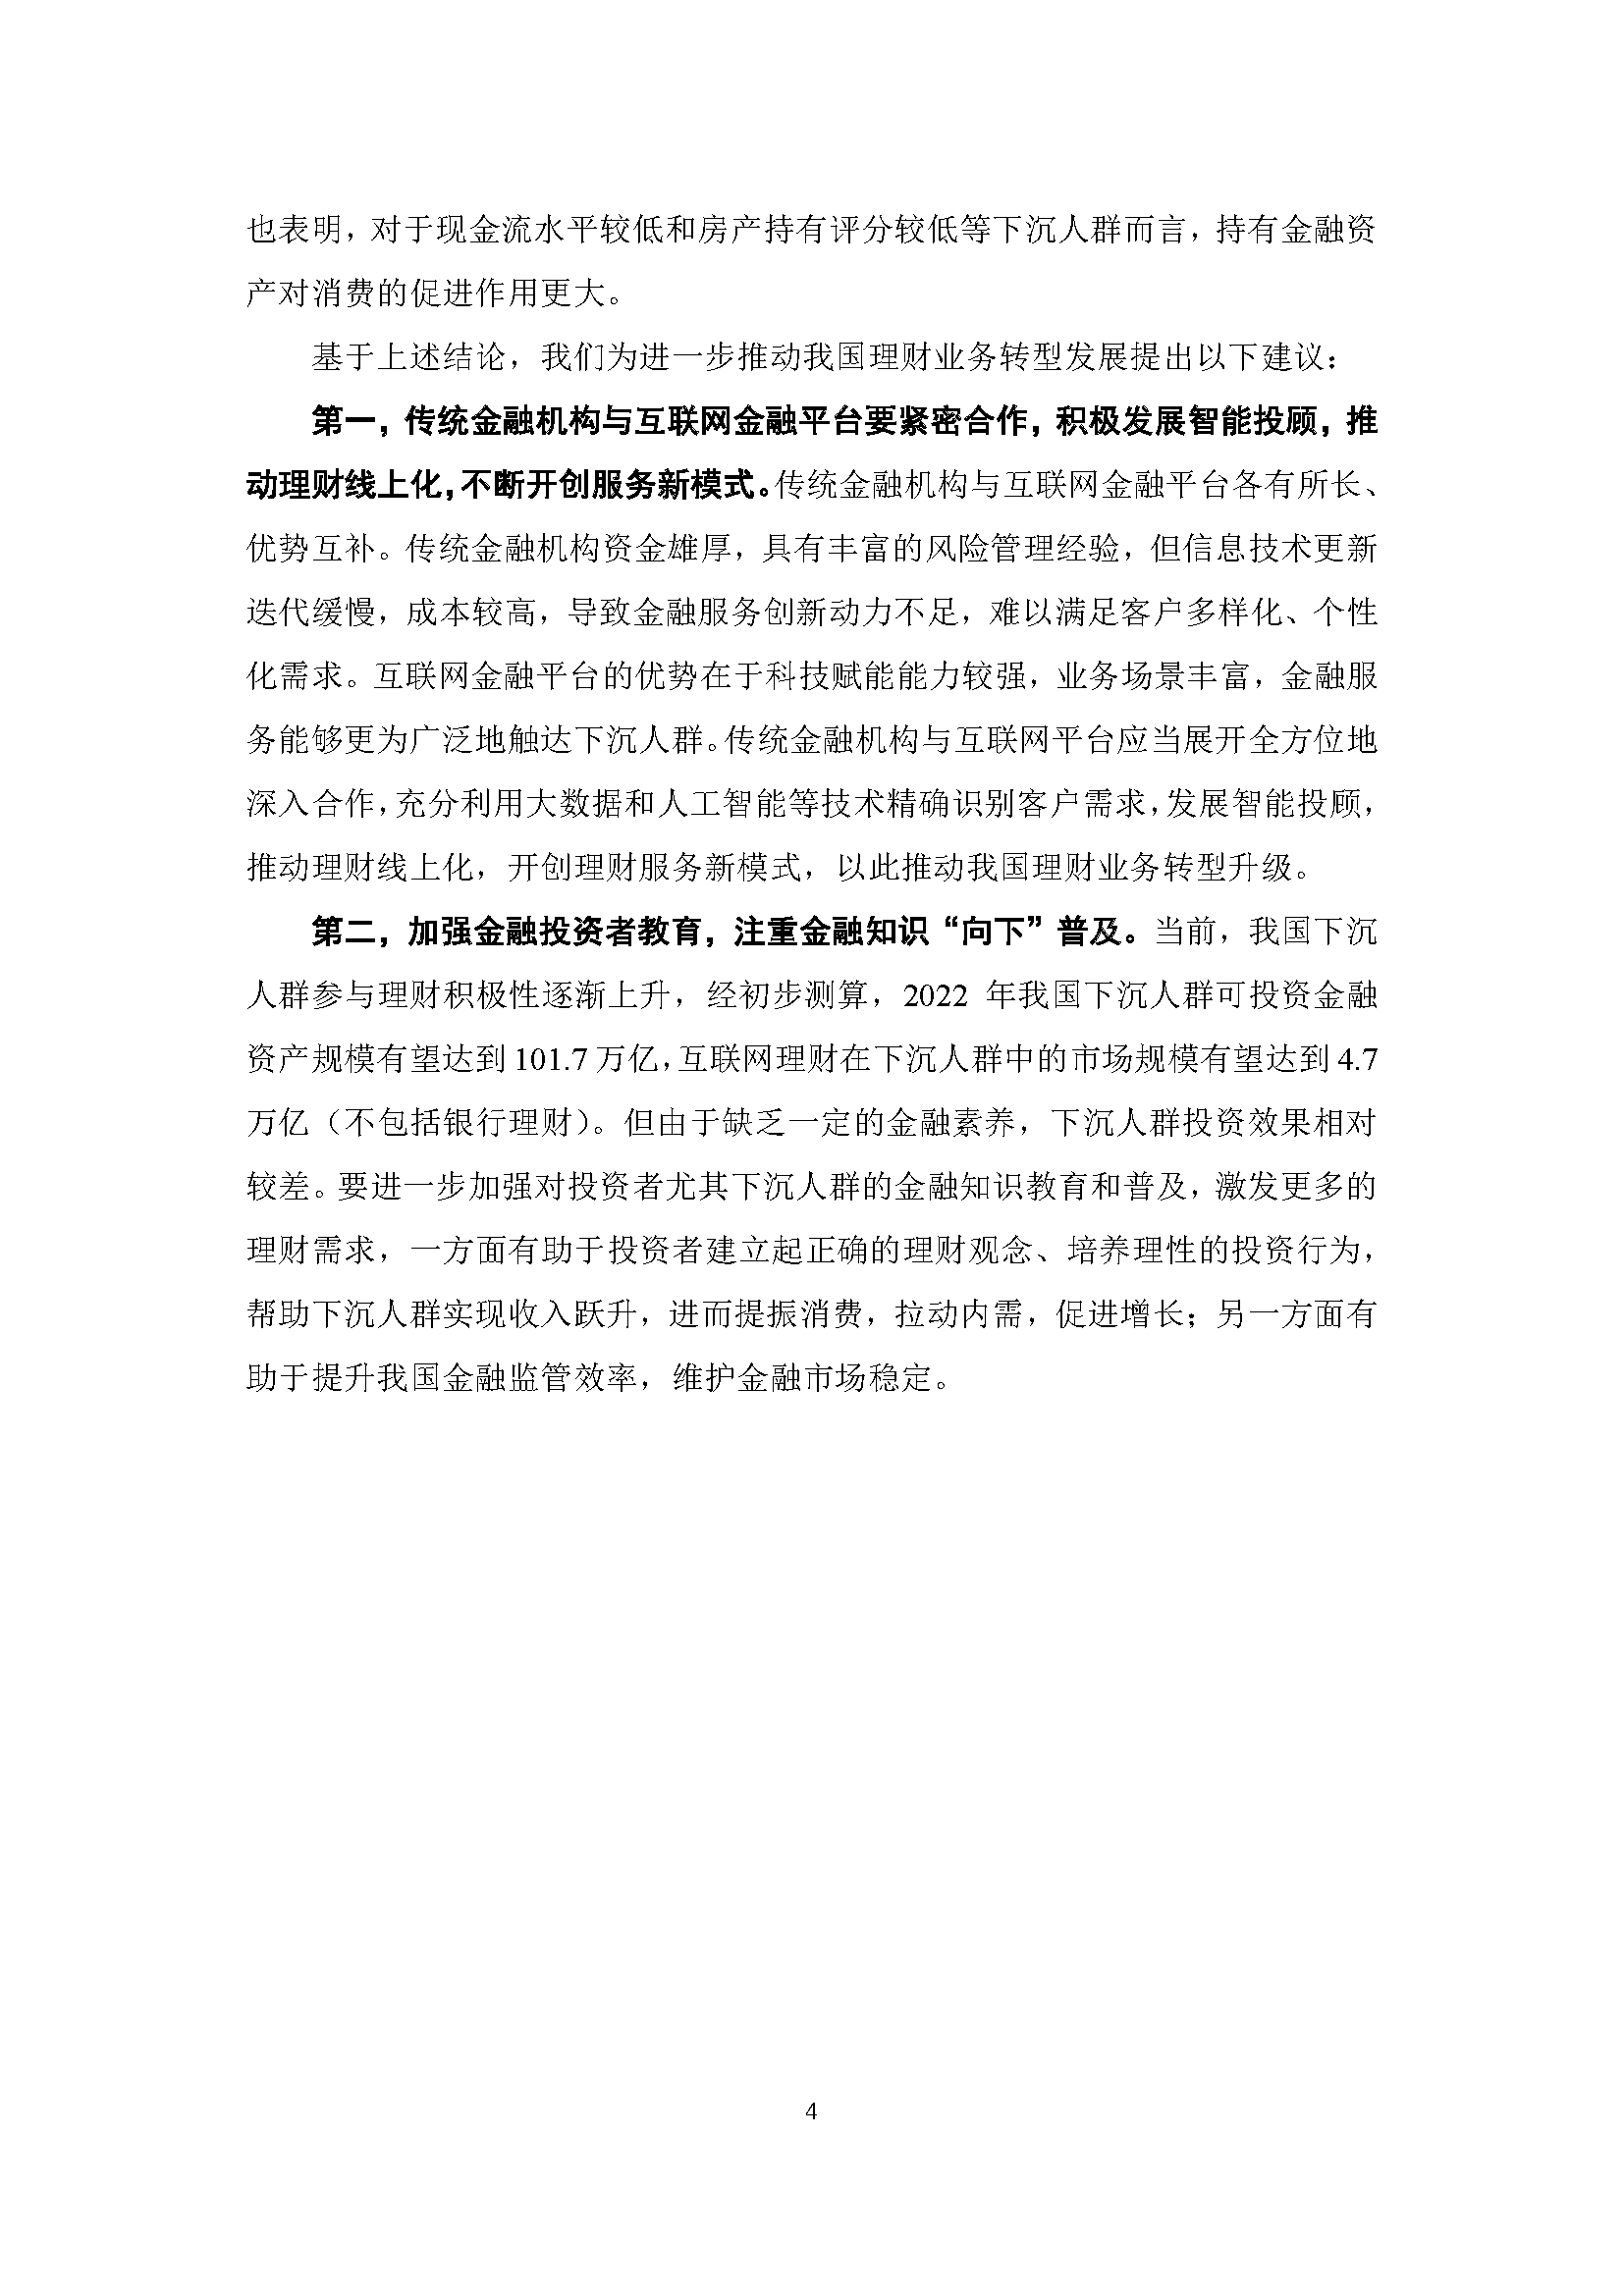 也表明，对于现金流水平较低和房产持有评分较低等下沉人群而言，持有金融资
产对消费的促进作用更大。
基于上述结论，我们为进一步推动我国理财业务转型发展提出以下建议：
第一，传统金融机构与互联网金融平台要紧密合作，积极发展智能投顾，推
动理财线上化，不断开创服务新模式。传统金融机构与互联网金融平台各有所长、
优势互补。传统金融机构资金雄厚，具有丰富的风险管理经验，但信息技术更新
迭代缓慢，成本较高，导致金融服务创新动力不足，难以满足客户多样化、个性
化需求。互联网金融平台的优势在于科技赋能能力较强，业务场景丰富，金融服
务能够更为广泛地触达下沉人群。传统金融机构与互联网平台应当展开全方位地
深入合作，充分利用大数据和人工智能等技术精确识别客户需求，发展智能投顾，
推动理财线上化，开创理财服务新模式，以此推动我国理财业务转型升级。
第二，加强金融投资者教育，注重金融知识“向下”普及。当前，我国下沉
人群参与理财积极性逐渐上升，经初步测算，2022 年我国下沉人群可投资金融
资产规模有望达到 101.7 万亿，互联网理财在下沉人群中的市场规模有望达到 4.7
万亿（不包括银行理财）。但由于缺乏一定的金融素养，下沉人群投资效果相对
较差。要进一步加强对投资者尤其下沉人群的金融知识教育和普及，激发更多的
理财需求，一方面有助于投资者建立起正确的理财观念、培养理性的投资行为，
帮助下沉人群实现收入跃升，进而提振消费，拉动内需，促进增长；另一方面有
助于提升我国金融监管效率，维护金融市场稳定。
4